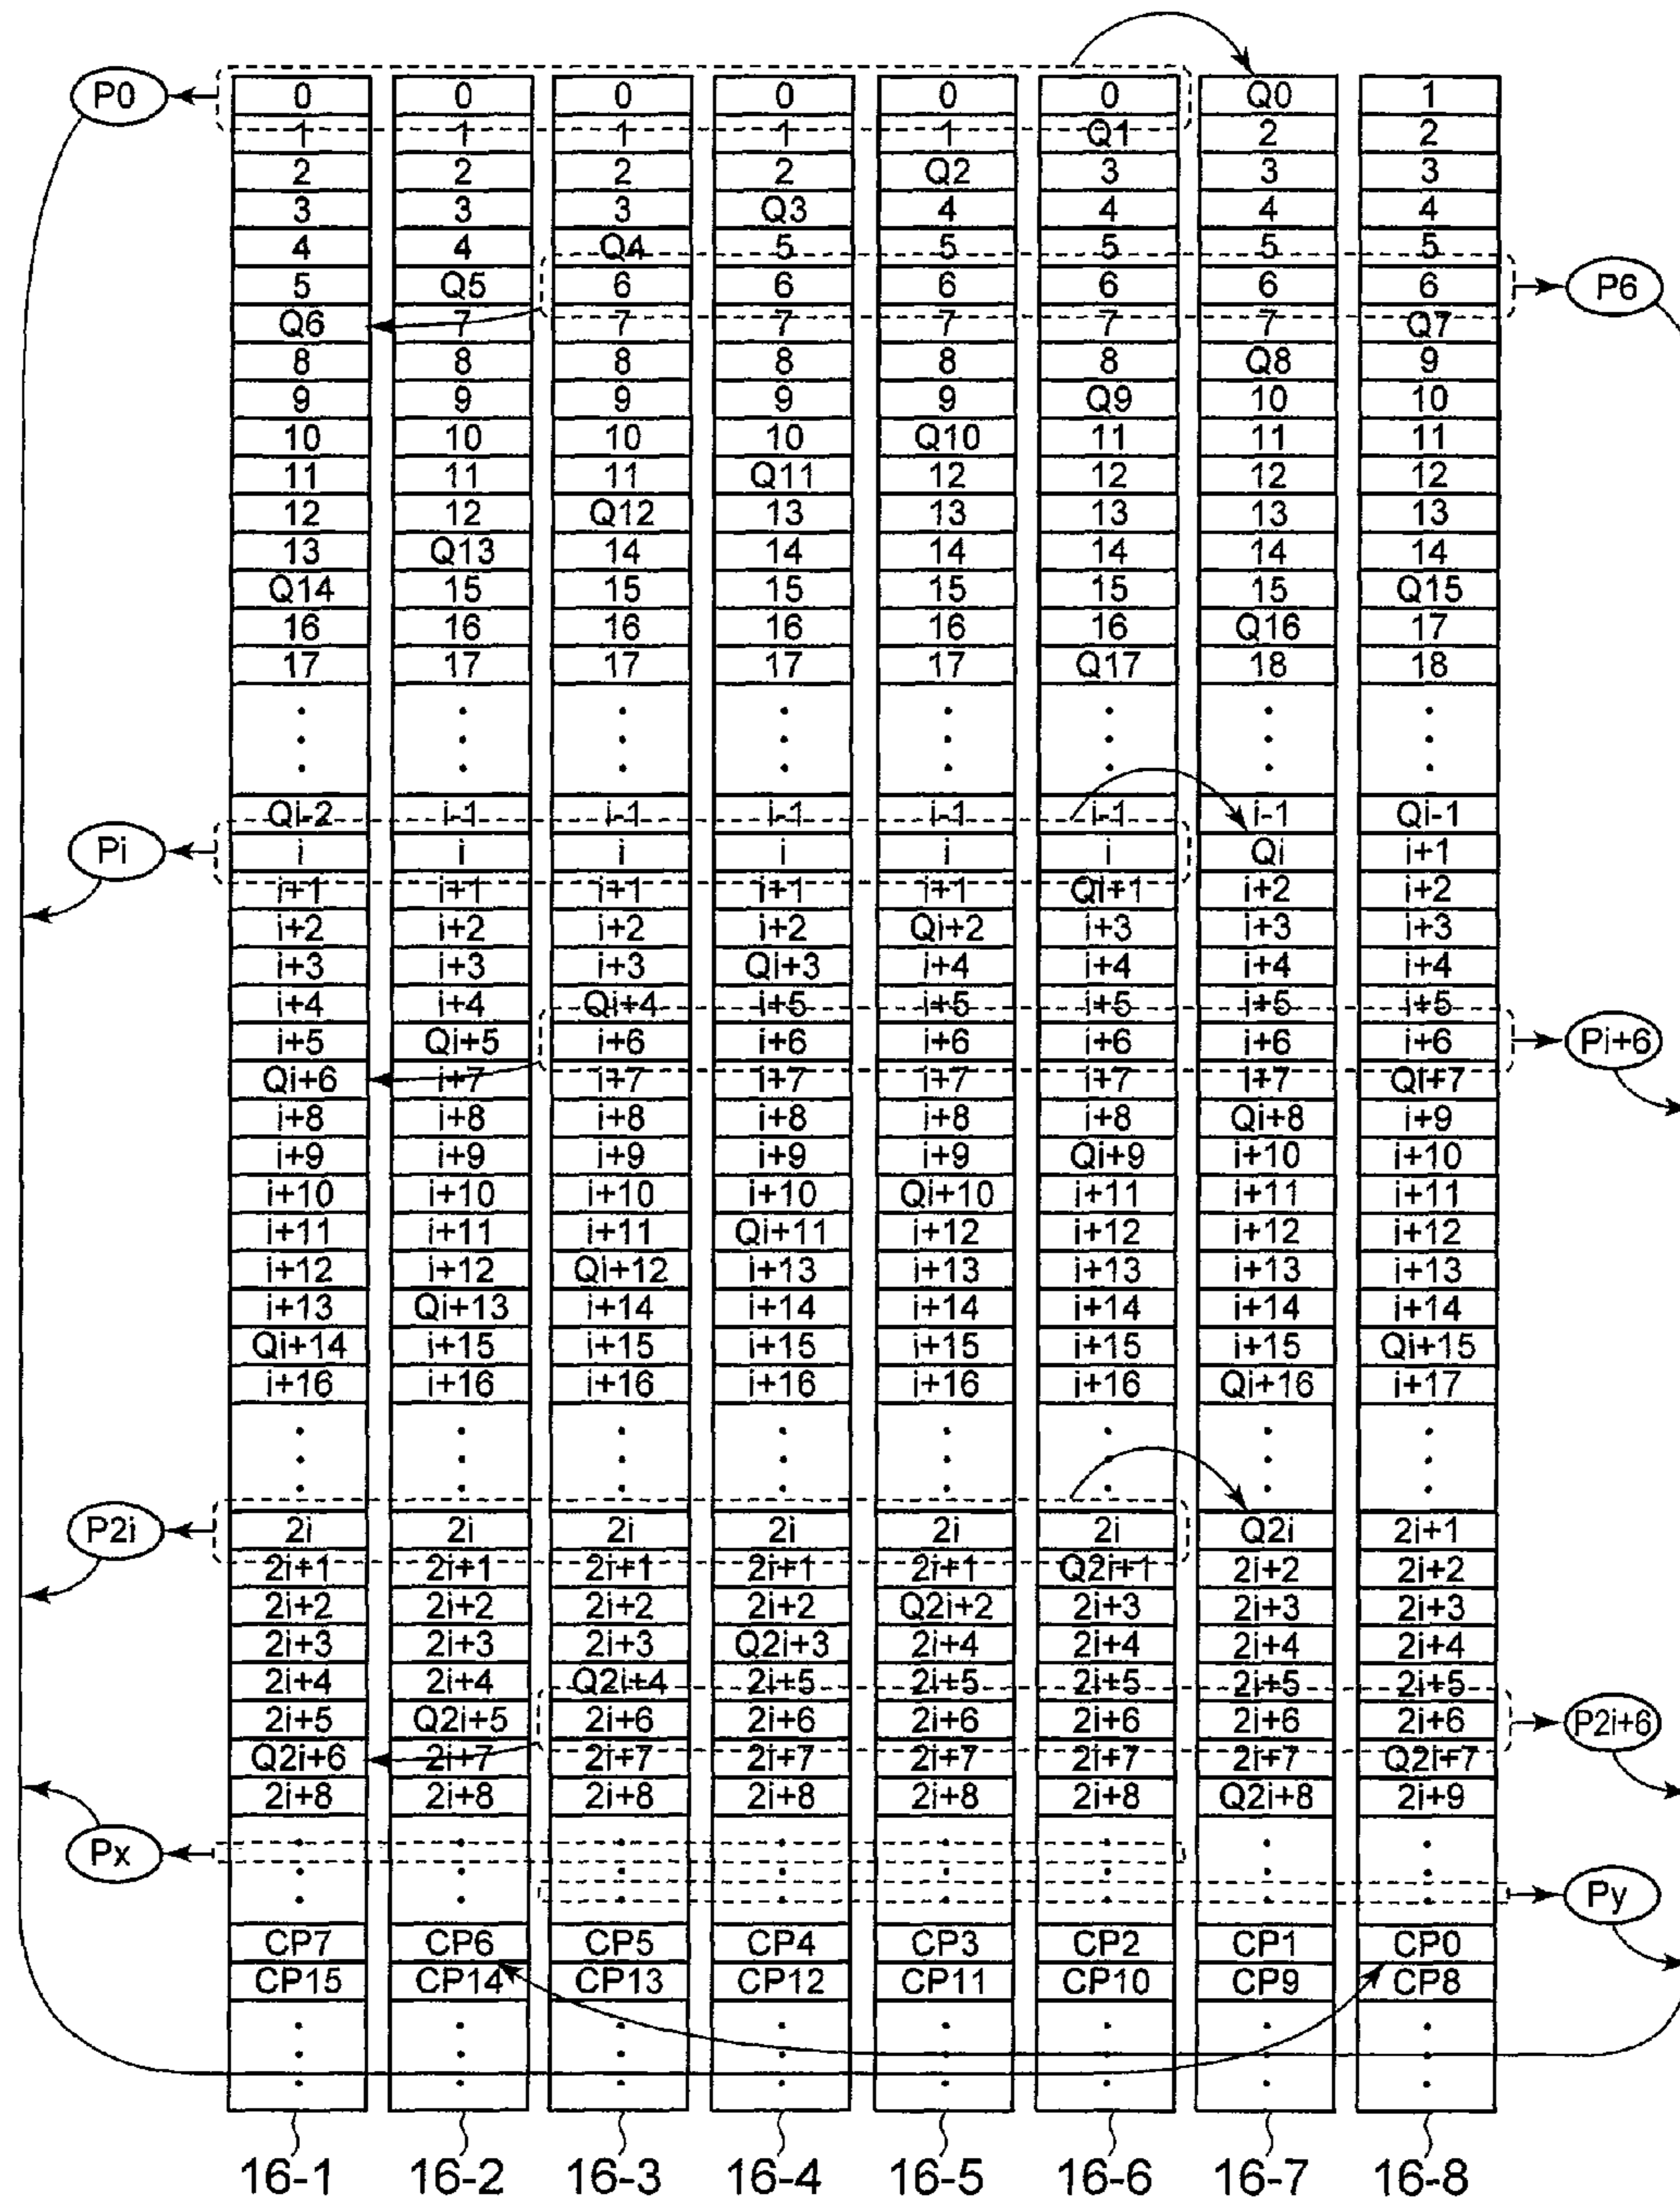 P0 0 0 0 0 0 0 Q0 1
1 1 1 1 1 Q1 2 2
2 2 2 2 Q2 3 3 3
3 3 3 Q3 4 4 4 4
4 4 Q4 5 5 5 5 5
5 Q5 6 6 6 6 6 6 P6
Q6 7 7 7 7 7 7 Q7
8 8 8 8 8 8 Q8 9
9 9 9 9 9 Q9 10 10
10 10 10 10 Q10 11 11 11
11 11 11 Q11 12 12 12 12
12 12 Q12 13 13 13 13 13
13 Q13 14 14 14 14 14 14
Q14 15 15 15 15 15 15 Q15
16 16 16 16 16 16 Q16 17
17 17 17 17 17 Q17 18 18
Qi-2 i-1 i-1 i-1 i-1 i-1 i-1 Qi-1
Pi i i i i i i Qi i+1
i+1 i+1 i+1 i+1 i+1 Qi+1 i+2 i+2
i+2 i+2 i+2 i+2 Qi+2 i+3 i+3 i+3
i+3 i+3 i+3 Qi+3 i+4 i+4 i+4 i+4
i+4 i+4 Qi+4 i+5 i+5 i+5 i+5 i+5
i+5 Qi+5 i+6 i+6 i+6 i+6 i+6 i+6 Pi+6
Qi+6 i+7 i+7 i+7 i+7 i+7 i+7 Qi+7
i+8 i+8 i+8 i+8 i+8 i+8 Qi+8 i+9
i+9 i+9 i+9 i+9 i+9 Qi+9 i+10 i+10
i+10 i+10 i+10 i+10 Qi+10 i+11 i+11 i+11
i+11 i+11 i+11 Qi+11 i+12 i+12 i+12 i+12
i+12 i+12 Qi+12 i+13 i+13 i+13 i+13 i+13
i+13 Qi+13 i+14 i+14 i+14 i+14 i+14 i+14
Qi+14 i+15 i+15 i+15 i+15 i+15 i+15 Qi+15
i+16 i+16 i+16 i+16 i+16 i+16 Qi+16 i+17
P2i 2i 2i 2i 2i 2i 2i Q2i 2i+1
2i+1 2i+1 2i+1 2i+1 2i+1 Q2i+1 2i+2 2i+2
2i+2 2i+2 2i+2 2i+2 Q2i+2 2i+3 2i+3 2i+3
2i+3 2i+3 2i+3 Q2i+3 2i+4 2i+4 2i+4 2i+4
2i+4 2i+4 Q2i+4 2i+5 2i+5 2i+5 2i+5 2i+5
2i+5 Q2i+5 2i+6 2i+6 2i+6 2i+6 2i+6 2i+6 P2i+6
Q2i+6 2i+7 2i+7 2i+7 2i+7 2i+7 2i+7 Q2i+7
2i+8 2i+8 2i+8 2i+8 2i+8 2i+8 Q2i+8 2i+9
Px
Py
CP7 CP6 CP5 CP4 CP3 CP2 CP1 CP0
CP15 CP14 CP13 CP12 CP11 CP10 CP9 CP8
16-1 16-2 16-3 16-4 16-5 16-6 16-7 16-8